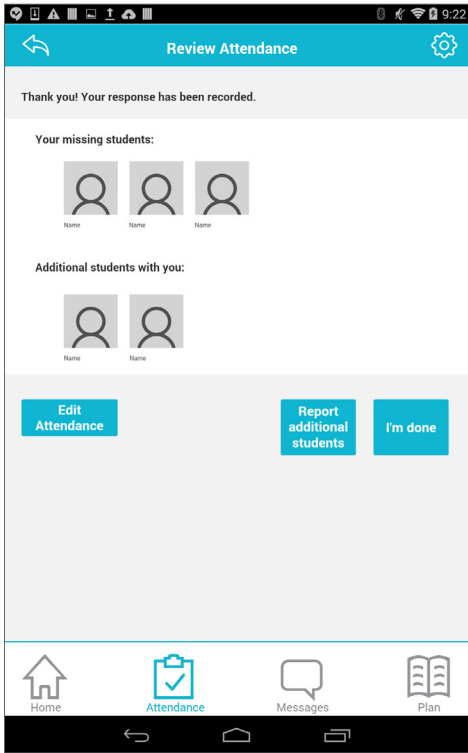 9:22
Review Attendance
Thank you! Your response has been recorded.
Your missing students:
Name Name Name
Additional students with you:
Name Name
Edit
Attendance
Report
additional
students
I'm done
Home Attendance Messages Plan